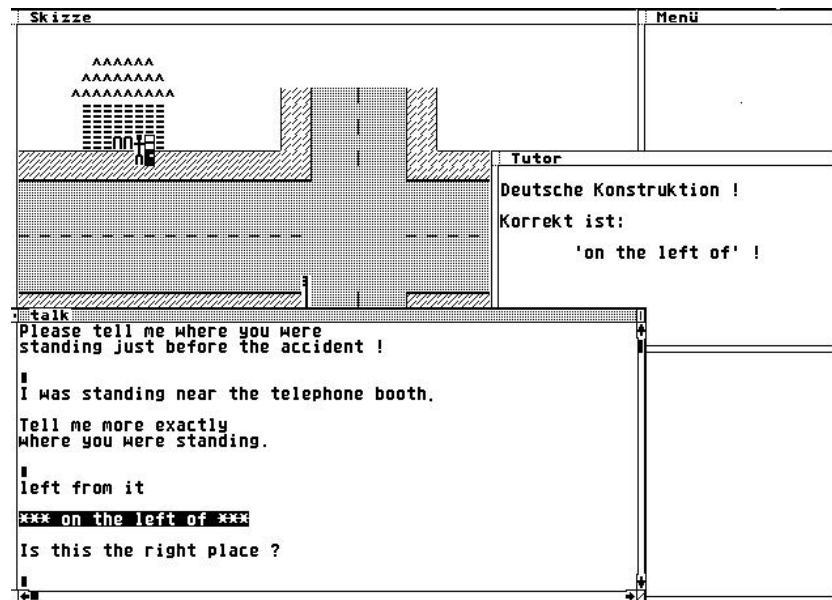 Skizze
Menü
Tutor
Deutsche Konstruktion !
Korrekt ist:
'on the left of' !
talk
Please tell me where you were
standing just before the accident !
I was standing near the telephone booth.
Tell me more exactly
where you were standing.
left from it
*** on the left of ***
Is this the right place ?